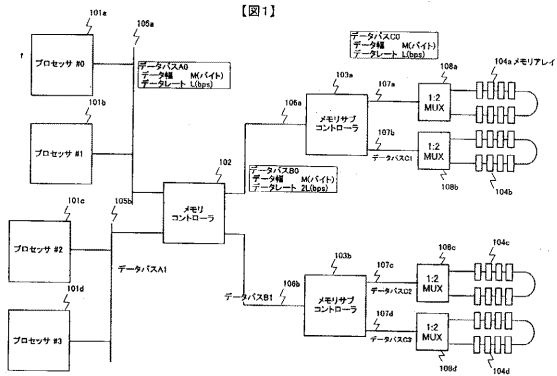 【図1】
101a
プロセッサ #0
105a
データバスA0
データ幅 M(バイト)
データレート L(bps)
101b
プロセッサ #1
101c
プロセッサ #2
105b
データバスA1
101d
プロセッサ #3
102
メモリ
コントローラ
106a
データバスB0
データ幅 M(バイト)
データレート 2L(bps)
データバスB1
106b
103a
メモリサブ
コントローラ
103b
メモリサブ
コントローラ
データバスC0
データ幅 M(バイト)
データレート L(bps)
107a
107b
データバスC1
107c
データバスC2
107d
データバスC3
108a
1:2
MUX
1:2
MUX
108b
108c
1:2
MUX
1:2
MUX
108d
104a メモリアレイ
104b
104c
104d